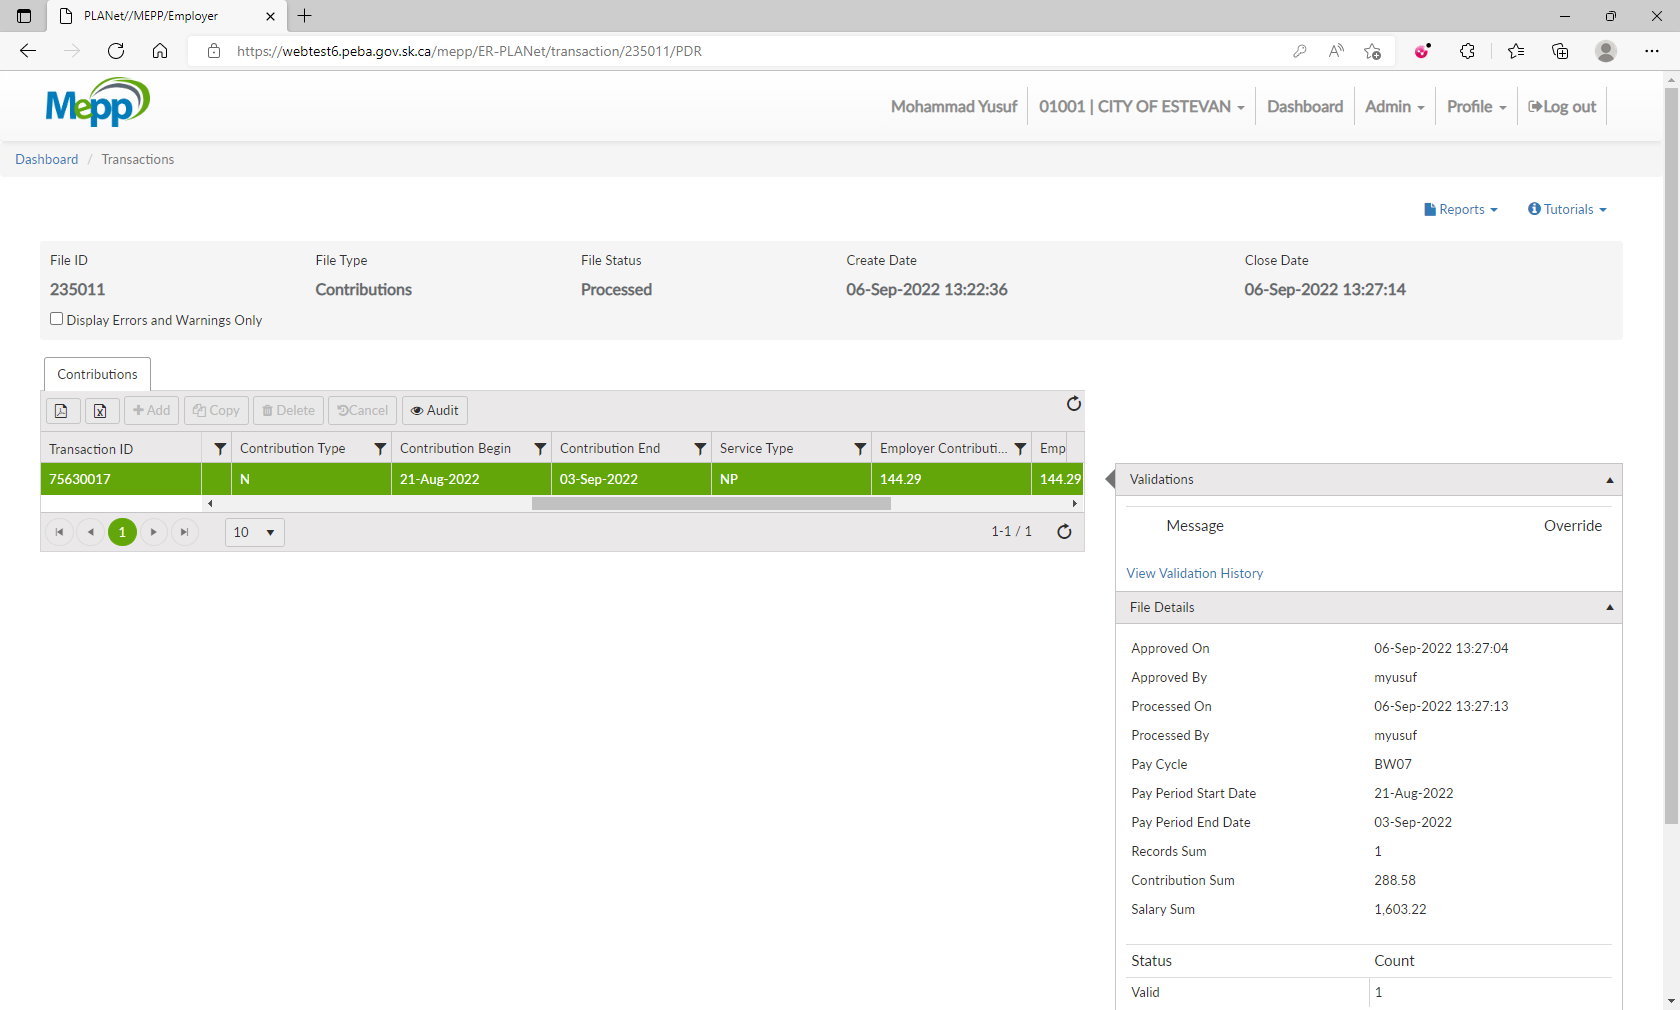 PLANet//MEPP/Employer
https://webtest6.peba.gov.sk.ca/mepp/ER-PLANet/transaction/235011/PDR
Mepp
Mohammad Yusuf
01001 | CITY OF ESTEVAN
Dashboard
Admin
Profile
Log out
Dashboard / Transactions
Reports
Tutorials
File ID File Type File Status Create Date Close Date
235011 Contributions Processed 06-Sep-2022 13:22:36 06-Sep-2022 13:27:14
Display Errors and Warnings Only
Contributions
Add Copy Delete Cancel Audit
Transaction ID Contribution Type Contribution Begin Contribution End Service Type Employer Contributi... Emp
75630017 N 21-Aug-2022 03-Sep-2022 NP 144.29 144.29
1 10 1-1 / 1
Validations
Message Override
View Validation History
File Details
Approved On 06-Sep-2022 13:27:04
Approved By myusuf
Processed On 06-Sep-2022 13:27:13
Processed By myusuf
Pay Cycle BW07
Pay Period Start Date 21-Aug-2022
Pay Period End Date 03-Sep-2022
Records Sum 1
Contribution Sum 288.58
Salary Sum 1,603.22
Status Count
Valid 1